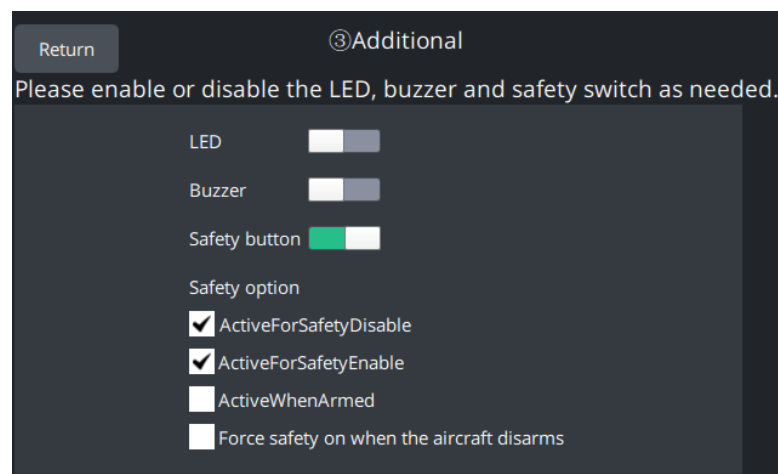 Return
③Additional
Please enable or disable the LED, buzzer and safety switch as needed.
LED
Buzzer
Safety button
Safety option
ActiveForSafetyDisable
ActiveForSafetyEnable
ActiveWhenArmed
Force safety on when the aircraft disarms